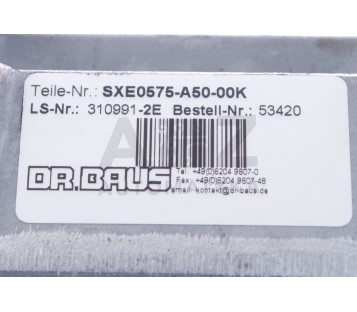 Teile-Nr.: SXE0575-A50-00K
LS-Nr.: 310991-2E Bestell-Nr.: 53420
DR.BAUS
Tel: +49(0)6204 9607-0
Fax: +49(0)6204 9607-48
email: kontakt@dr-baus.de